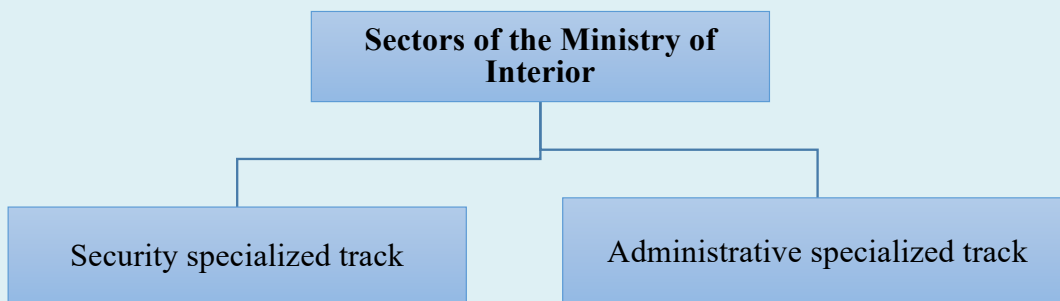 Sectors of the Ministry of
Interior
Security specialized track
Administrative specialized track